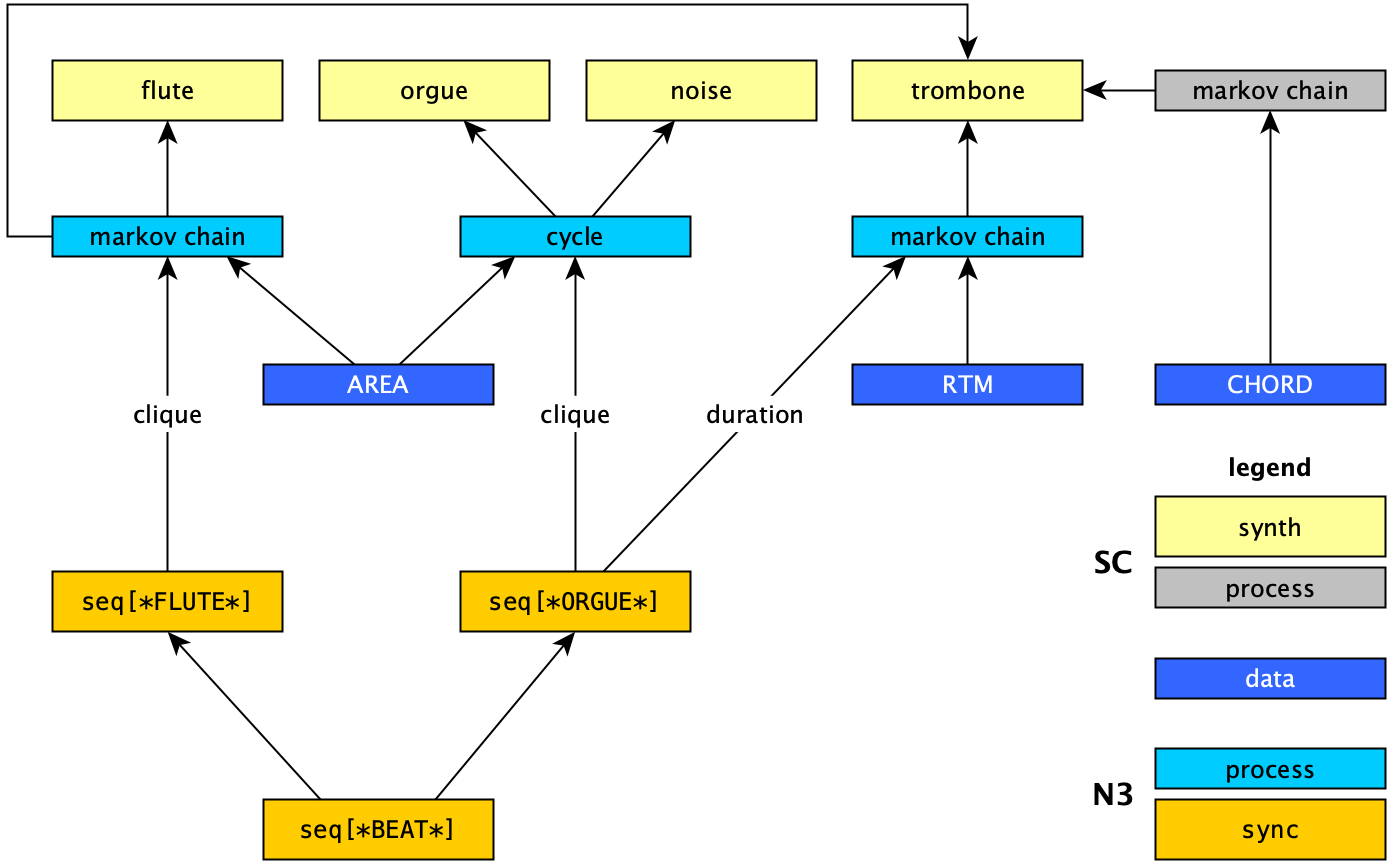 flute
orgue
noise
trombone
markov chain
markov chain
cycle
markov chain
AREA
RTM
CHORD
clique
clique
duration
legend
synth
SC
process
seq[*FLUTE*]
seq[*ORGUE*]
data
process
N3
sync
seq[*BEAT*]